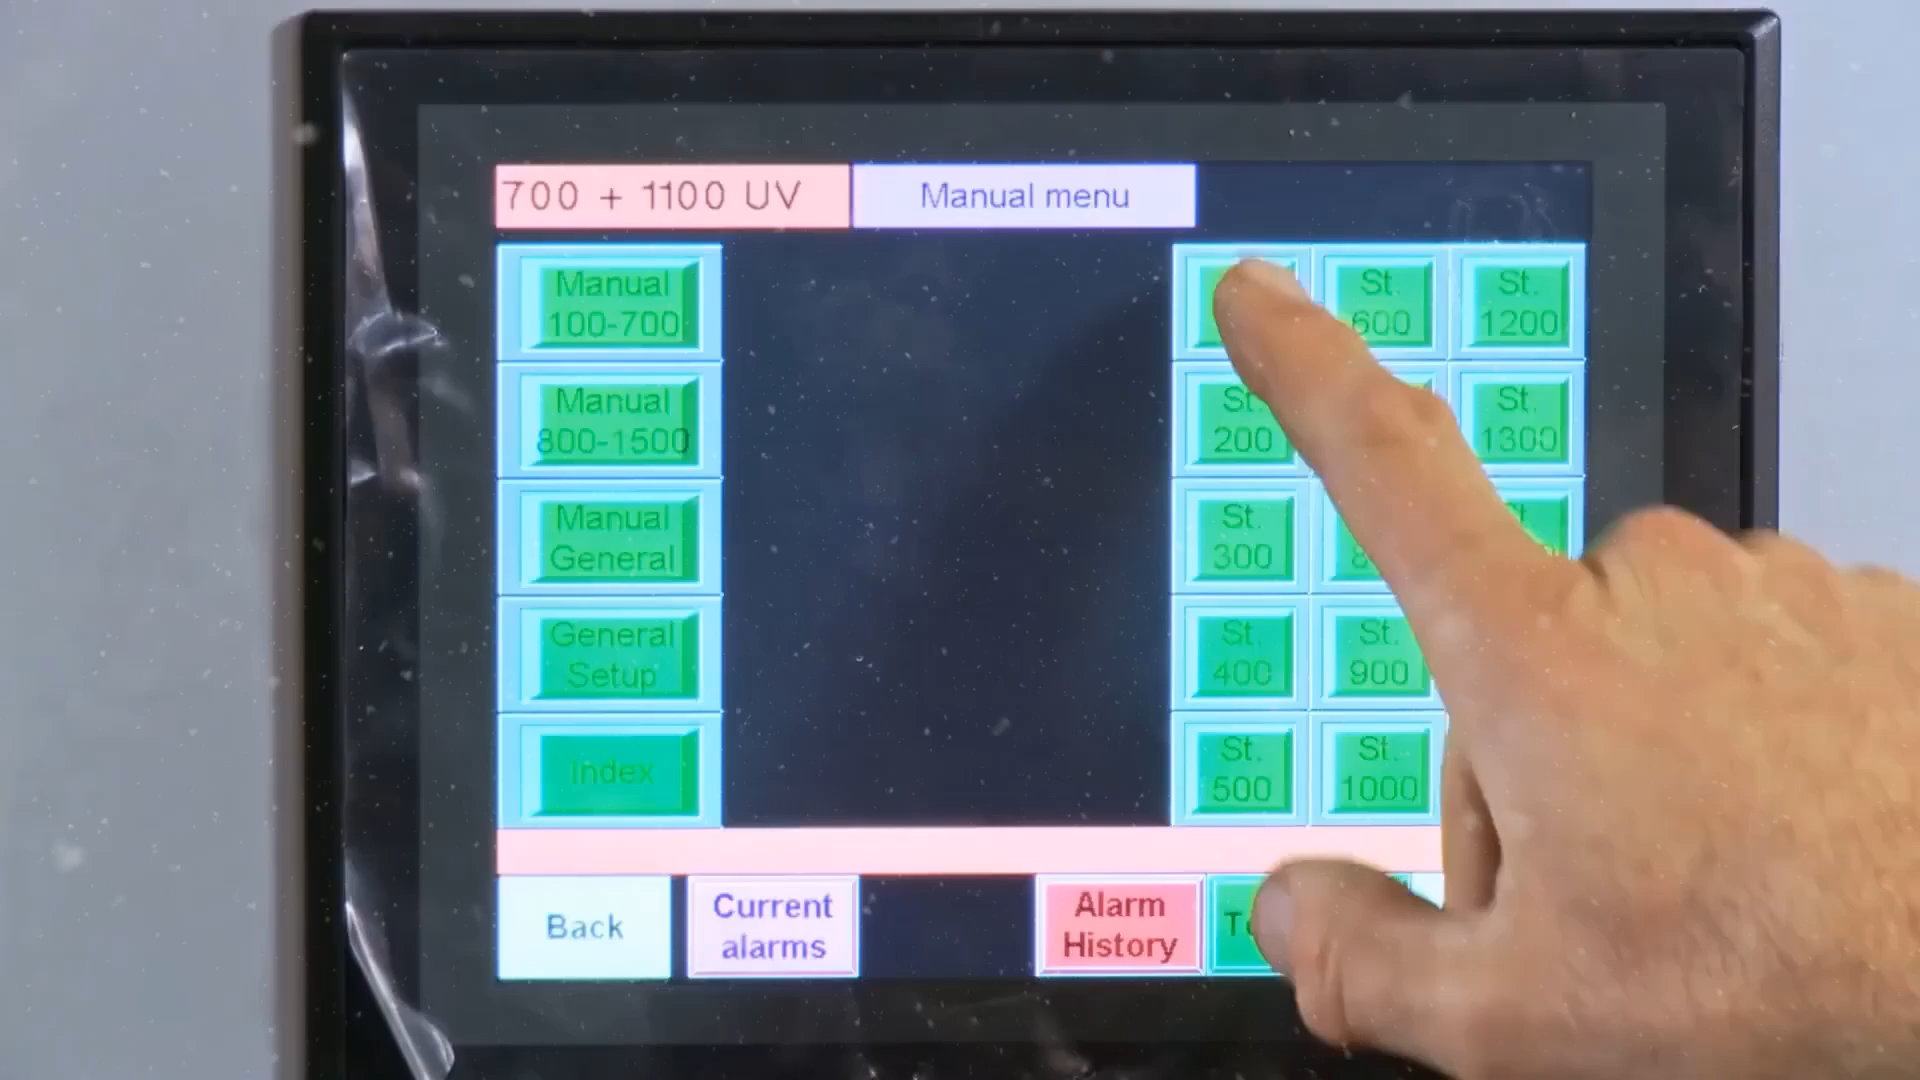 700 + 1100 UV
Manual menu
Manual
100-700
St.
600
St.
1200
Manual
800-1500
St.
200
St.
1300
Manual
General
St.
300
General
Setup
St.
400
St.
900
Index
St.
500
St.
1000
Back
Current
alarms
Alarm
History